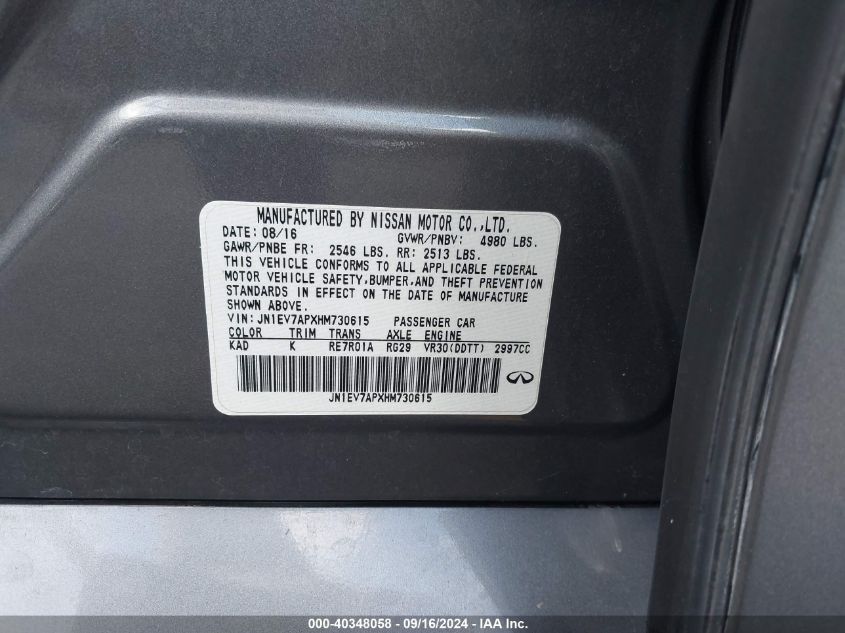 MANUFACTURED BY NISSAN MOTOR CO.,LTD.
DATE: 08/16 GVWR/PNBV: 4980 LBS.
GAWR/PNBE FR: 2546 LBS. RR: 2513 LBS.
THIS VEHICLE CONFORMS TO ALL APPLICABLE FEDERAL
MOTOR VEHICLE SAFETY,BUMPER,AND THEFT PREVENTION
STANDARDS IN EFFECT ON THE DATE OF MANUFACTURE
SHOWN ABOVE.
VIN: JN1EV7APXHM730615 PASSENGER CAR
COLOR TRIM TRANS AXLE ENGINE
KAD K RE7R01A RG29 VR30(DDTT) 2997CC
JN1EV7APXHM730615
000-40348058 - 09/16/2024 - IAA Inc.